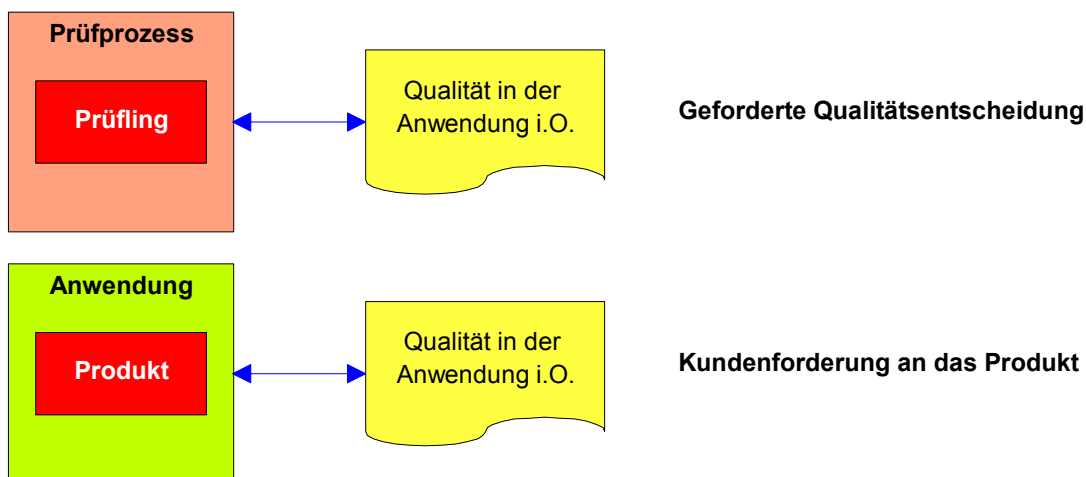 Prüfprozess
Prüfling
Qualität in der
Anwendung i.O.
Geforderte Qualitätsentscheidung
Anwendung
Produkt
Qualität in der
Anwendung i.O.
Kundenforderung an das Produkt